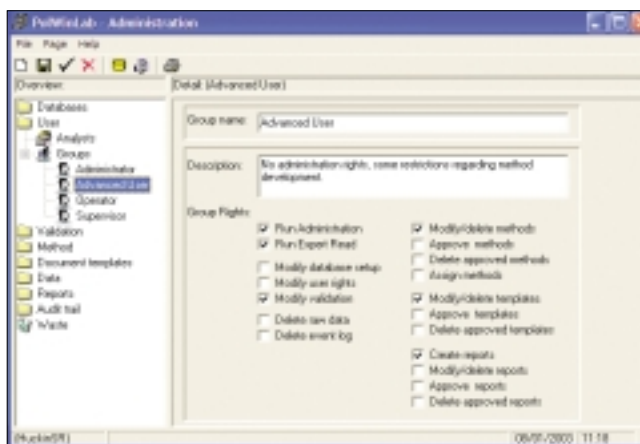 PolWinLab - Administration
File Page Help
Overview:
Databases
User
Analysts
Groups
Administrator
Advanced User
Operator
Supervisor
Validation
Method
Document templates
Data
Reports
Audit trail
Waste
Detail (Advanced User)
Group name: Advanced User
Description: No administration rights, some restrictions regarding method
development.
Group Rights:
Run Administration
Run Expert Read
Modify database setup
Modify user rights
Modify validation
Delete raw data
Delete event log
Modify/delete methods
Approve methods
Delete approved methods
Assign methods
Modify/delete templates
Approve templates
Delete approved templates
Create reports
Modify/delete reports
Approve reports
Delete approved reports
08/01/2003 11:18